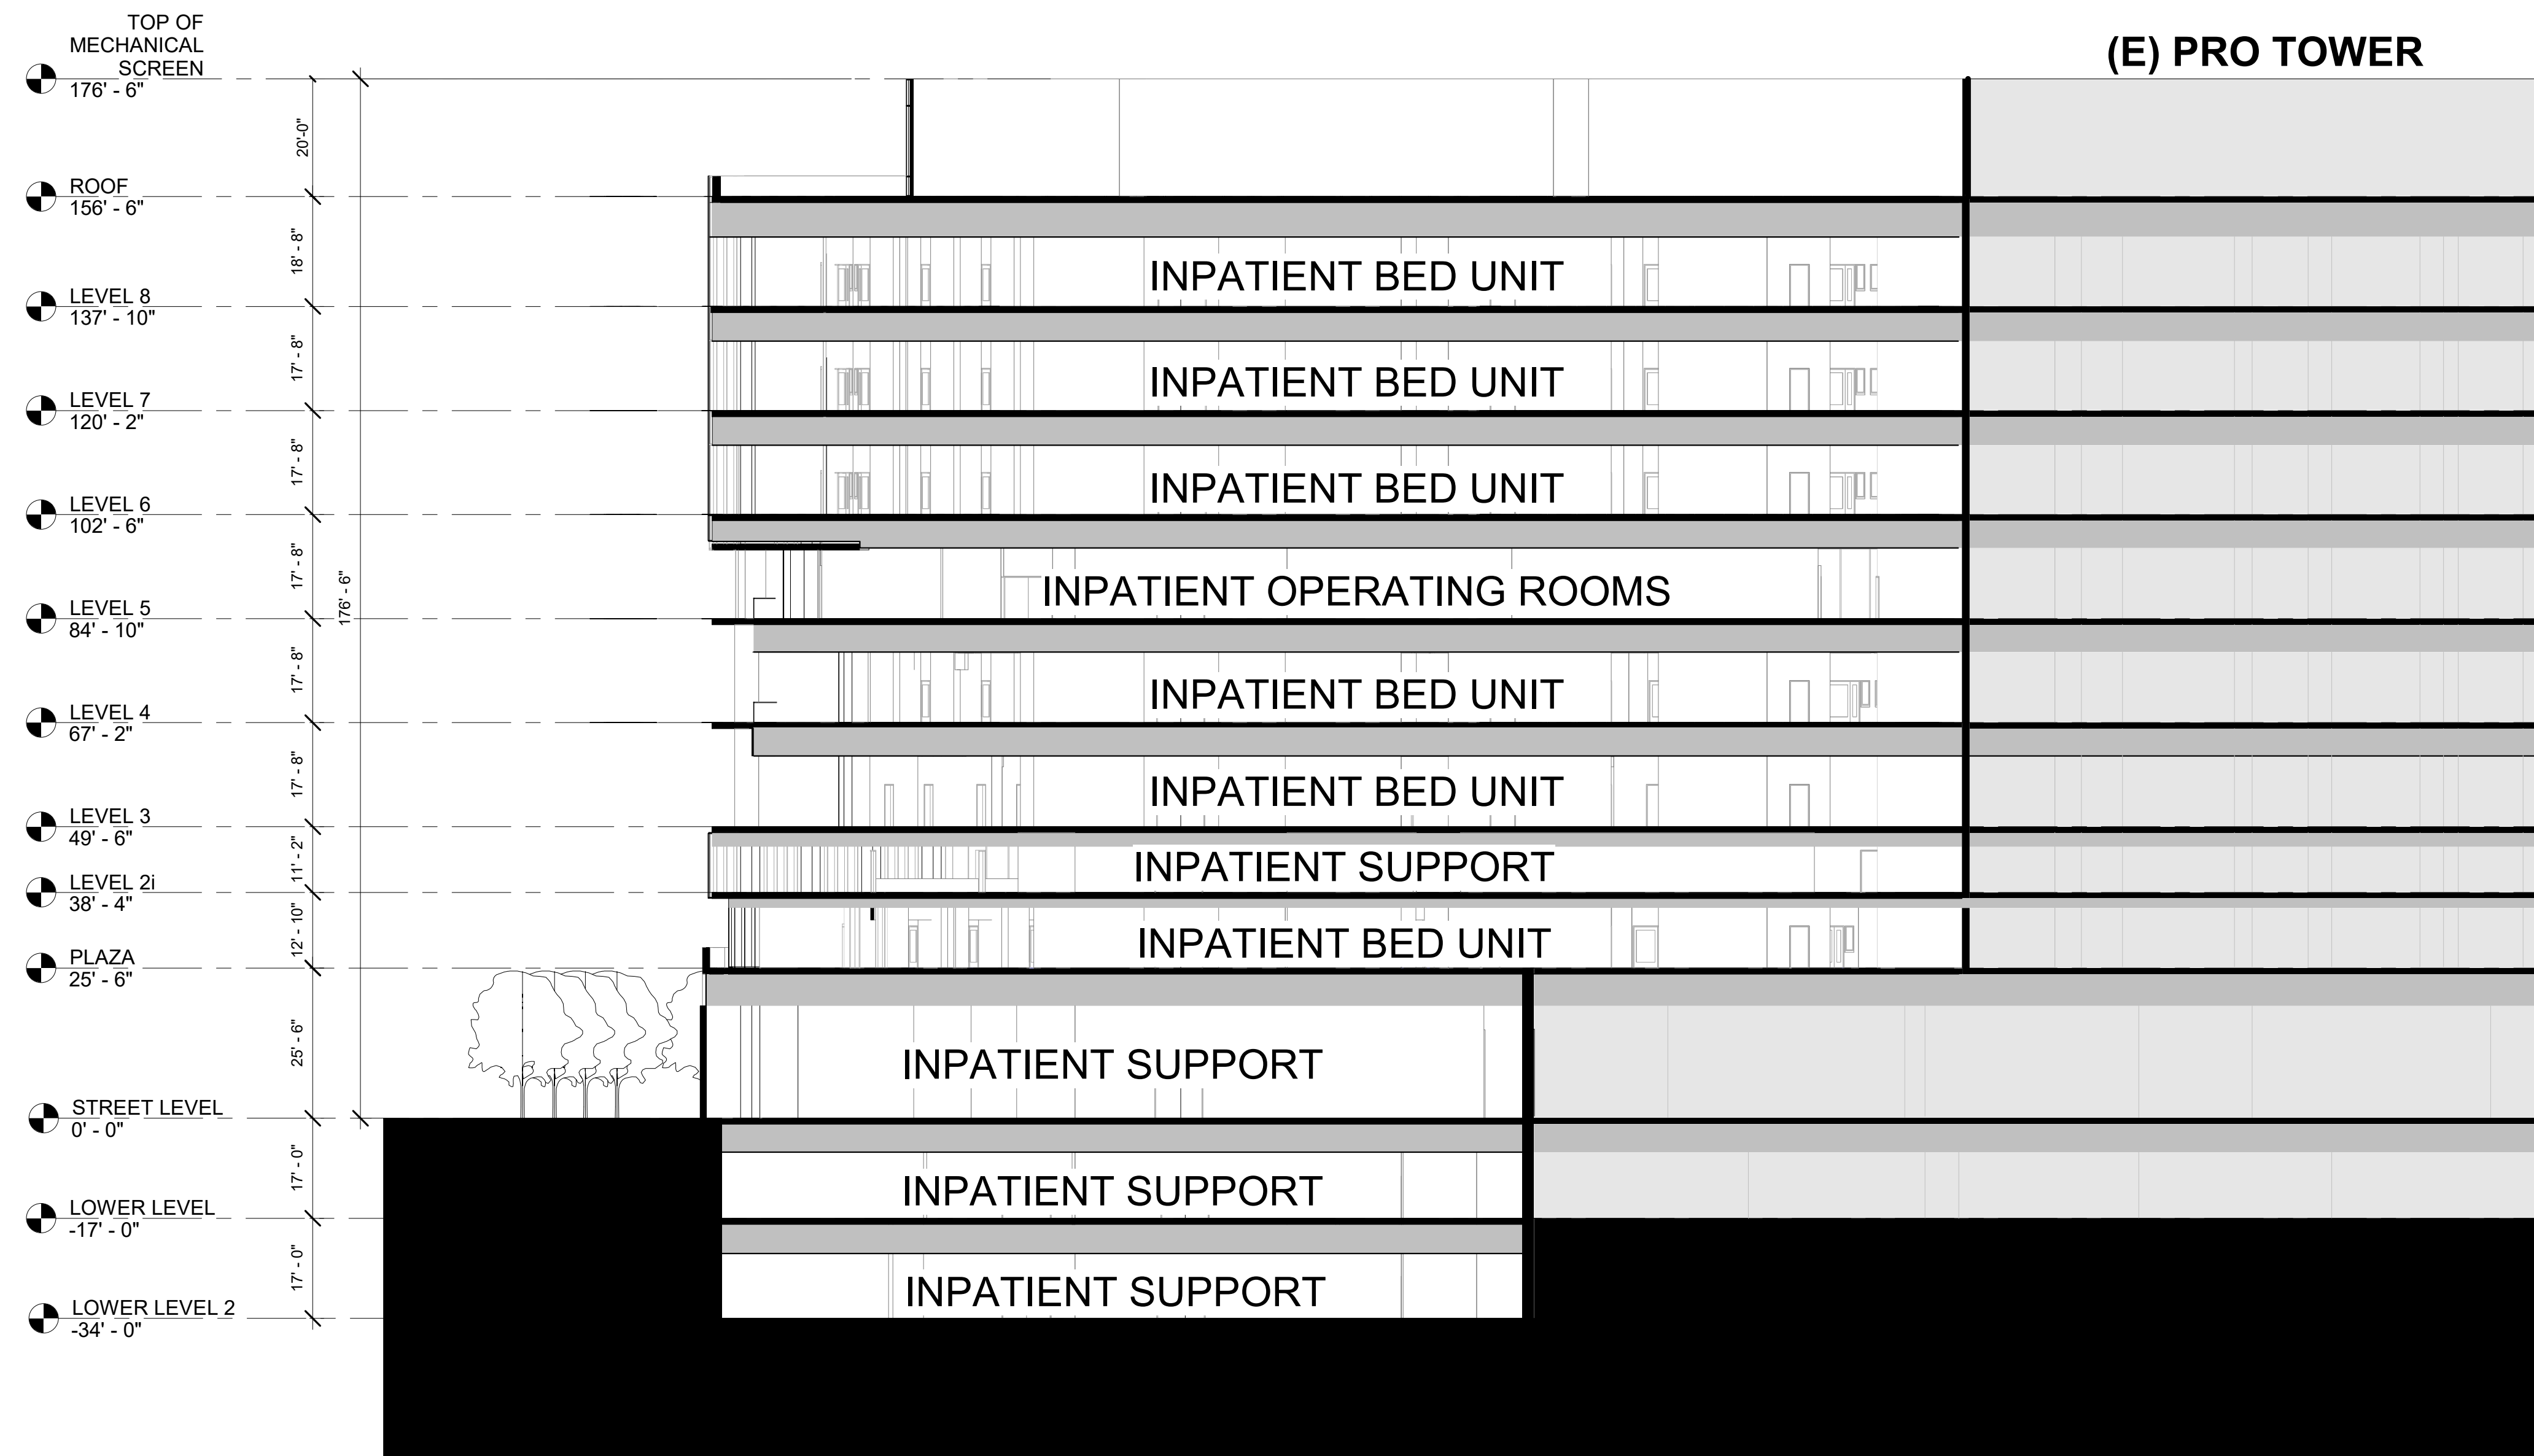 TOP OF
MECHANICAL
SCREEN
176' - 6"
(E) PRO TOWER
20'-0"
ROOF
156' - 6"
18' - 8"
INPATIENT BED UNIT
LEVEL 8
137' - 10"
17' - 8"
INPATIENT BED UNIT
LEVEL 7
120' - 2"
17' - 8"
INPATIENT BED UNIT
LEVEL 6
102' - 6"
17' - 8"
176' - 6"
INPATIENT OPERATING ROOMS
LEVEL 5
84' - 10"
17' - 8"
INPATIENT BED UNIT
LEVEL 4
67' - 2"
17' - 8"
INPATIENT BED UNIT
LEVEL 3
49' - 6"
11' - 2"
INPATIENT SUPPORT
LEVEL 2i
38' - 4"
12' - 10"
INPATIENT BED UNIT
PLAZA
25' - 6"
25' - 6"
INPATIENT SUPPORT
STREET LEVEL
0' - 0"
17' - 0"
INPATIENT SUPPORT
LOWER LEVEL
-17' - 0"
17' - 0"
INPATIENT SUPPORT
LOWER LEVEL 2
-34' - 0"